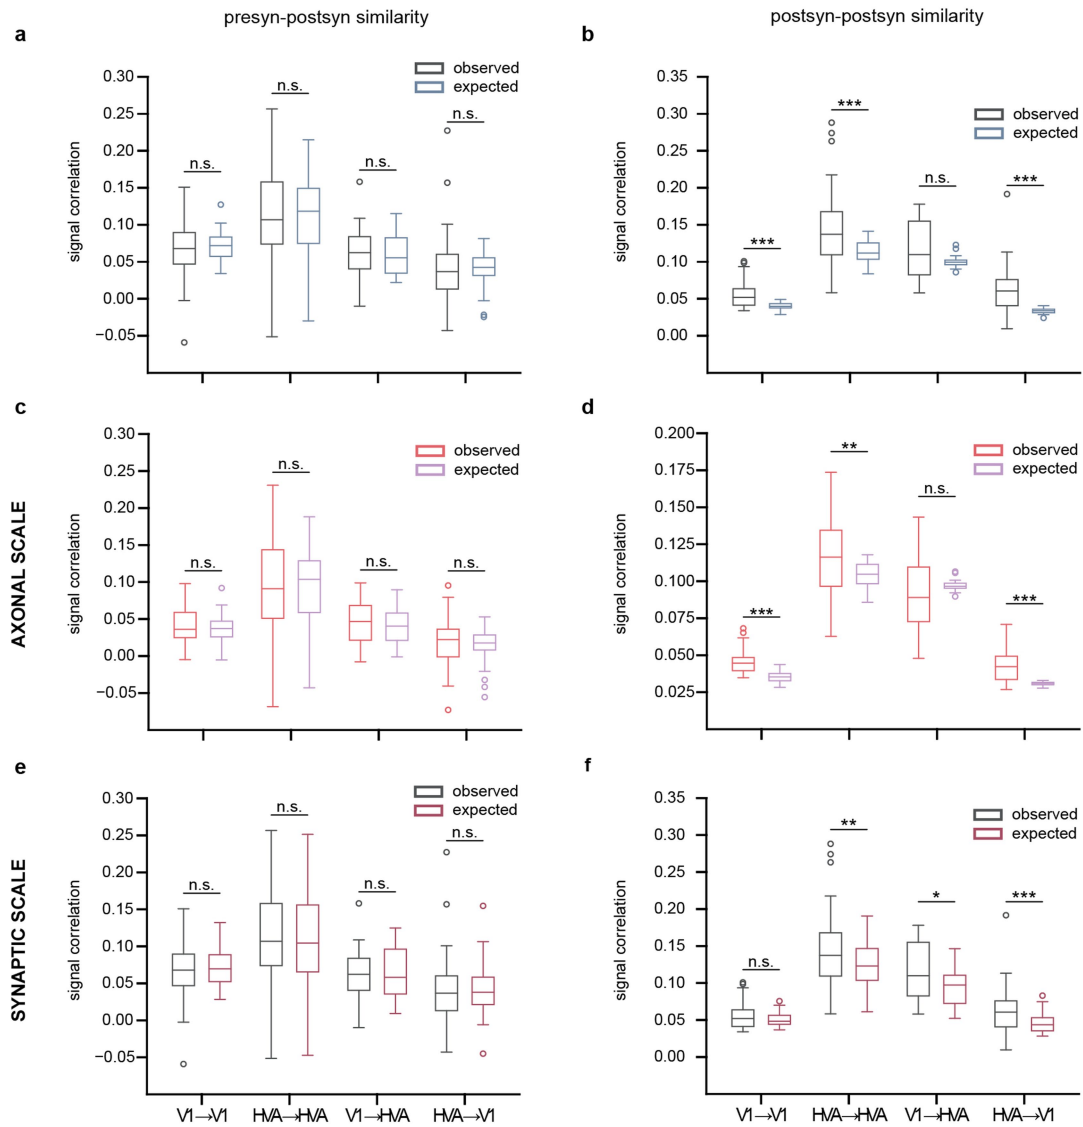 presyn-postsyn similarity
postsyn-postsyn similarity
a
signal correlation
0.30
0.25
0.20
0.15
0.10
0.05
0.00
−0.05
n.s.
n.s.
n.s.
n.s.
observed
expected
b
signal correlation
0.35
0.30
0.25
0.20
0.15
0.10
0.05
0.00
***
***
n.s.
***
observed
expected
AXONAL SCALE
c
signal correlation
0.30
0.25
0.20
0.15
0.10
0.05
0.00
−0.05
n.s.
n.s.
n.s.
n.s.
observed
expected
d
signal correlation
0.200
0.175
0.150
0.125
0.100
0.075
0.050
0.025
***
**
n.s.
***
observed
expected
SYNAPTIC SCALE
e
signal correlation
0.30
0.25
0.20
0.15
0.10
0.05
0.00
−0.05
n.s.
n.s.
n.s.
n.s.
observed
expected
V1→V1
HVA→HVA
V1→HVA
HVA→V1
f
signal correlation
0.35
0.30
0.25
0.20
0.15
0.10
0.05
0.00
n.s.
**
*
***
observed
expected
V1→V1
HVA→HVA
V1→HVA
HVA→V1